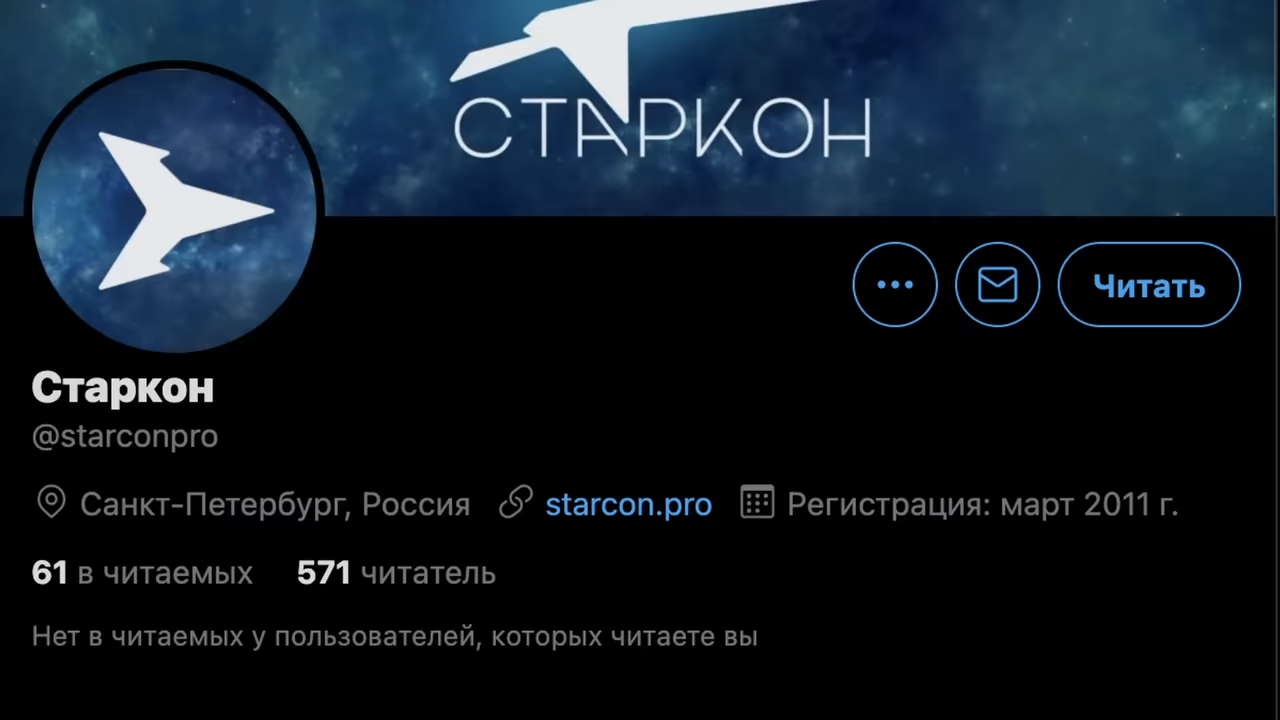 СТАРКОН
Читать
Старкон
@starconpro
Санкт-Петербург, Россия starcon.pro Регистрация: март 2011 г.
61 в читаемых 571 читатель
Нет в читаемых у пользователей, которых читаете вы